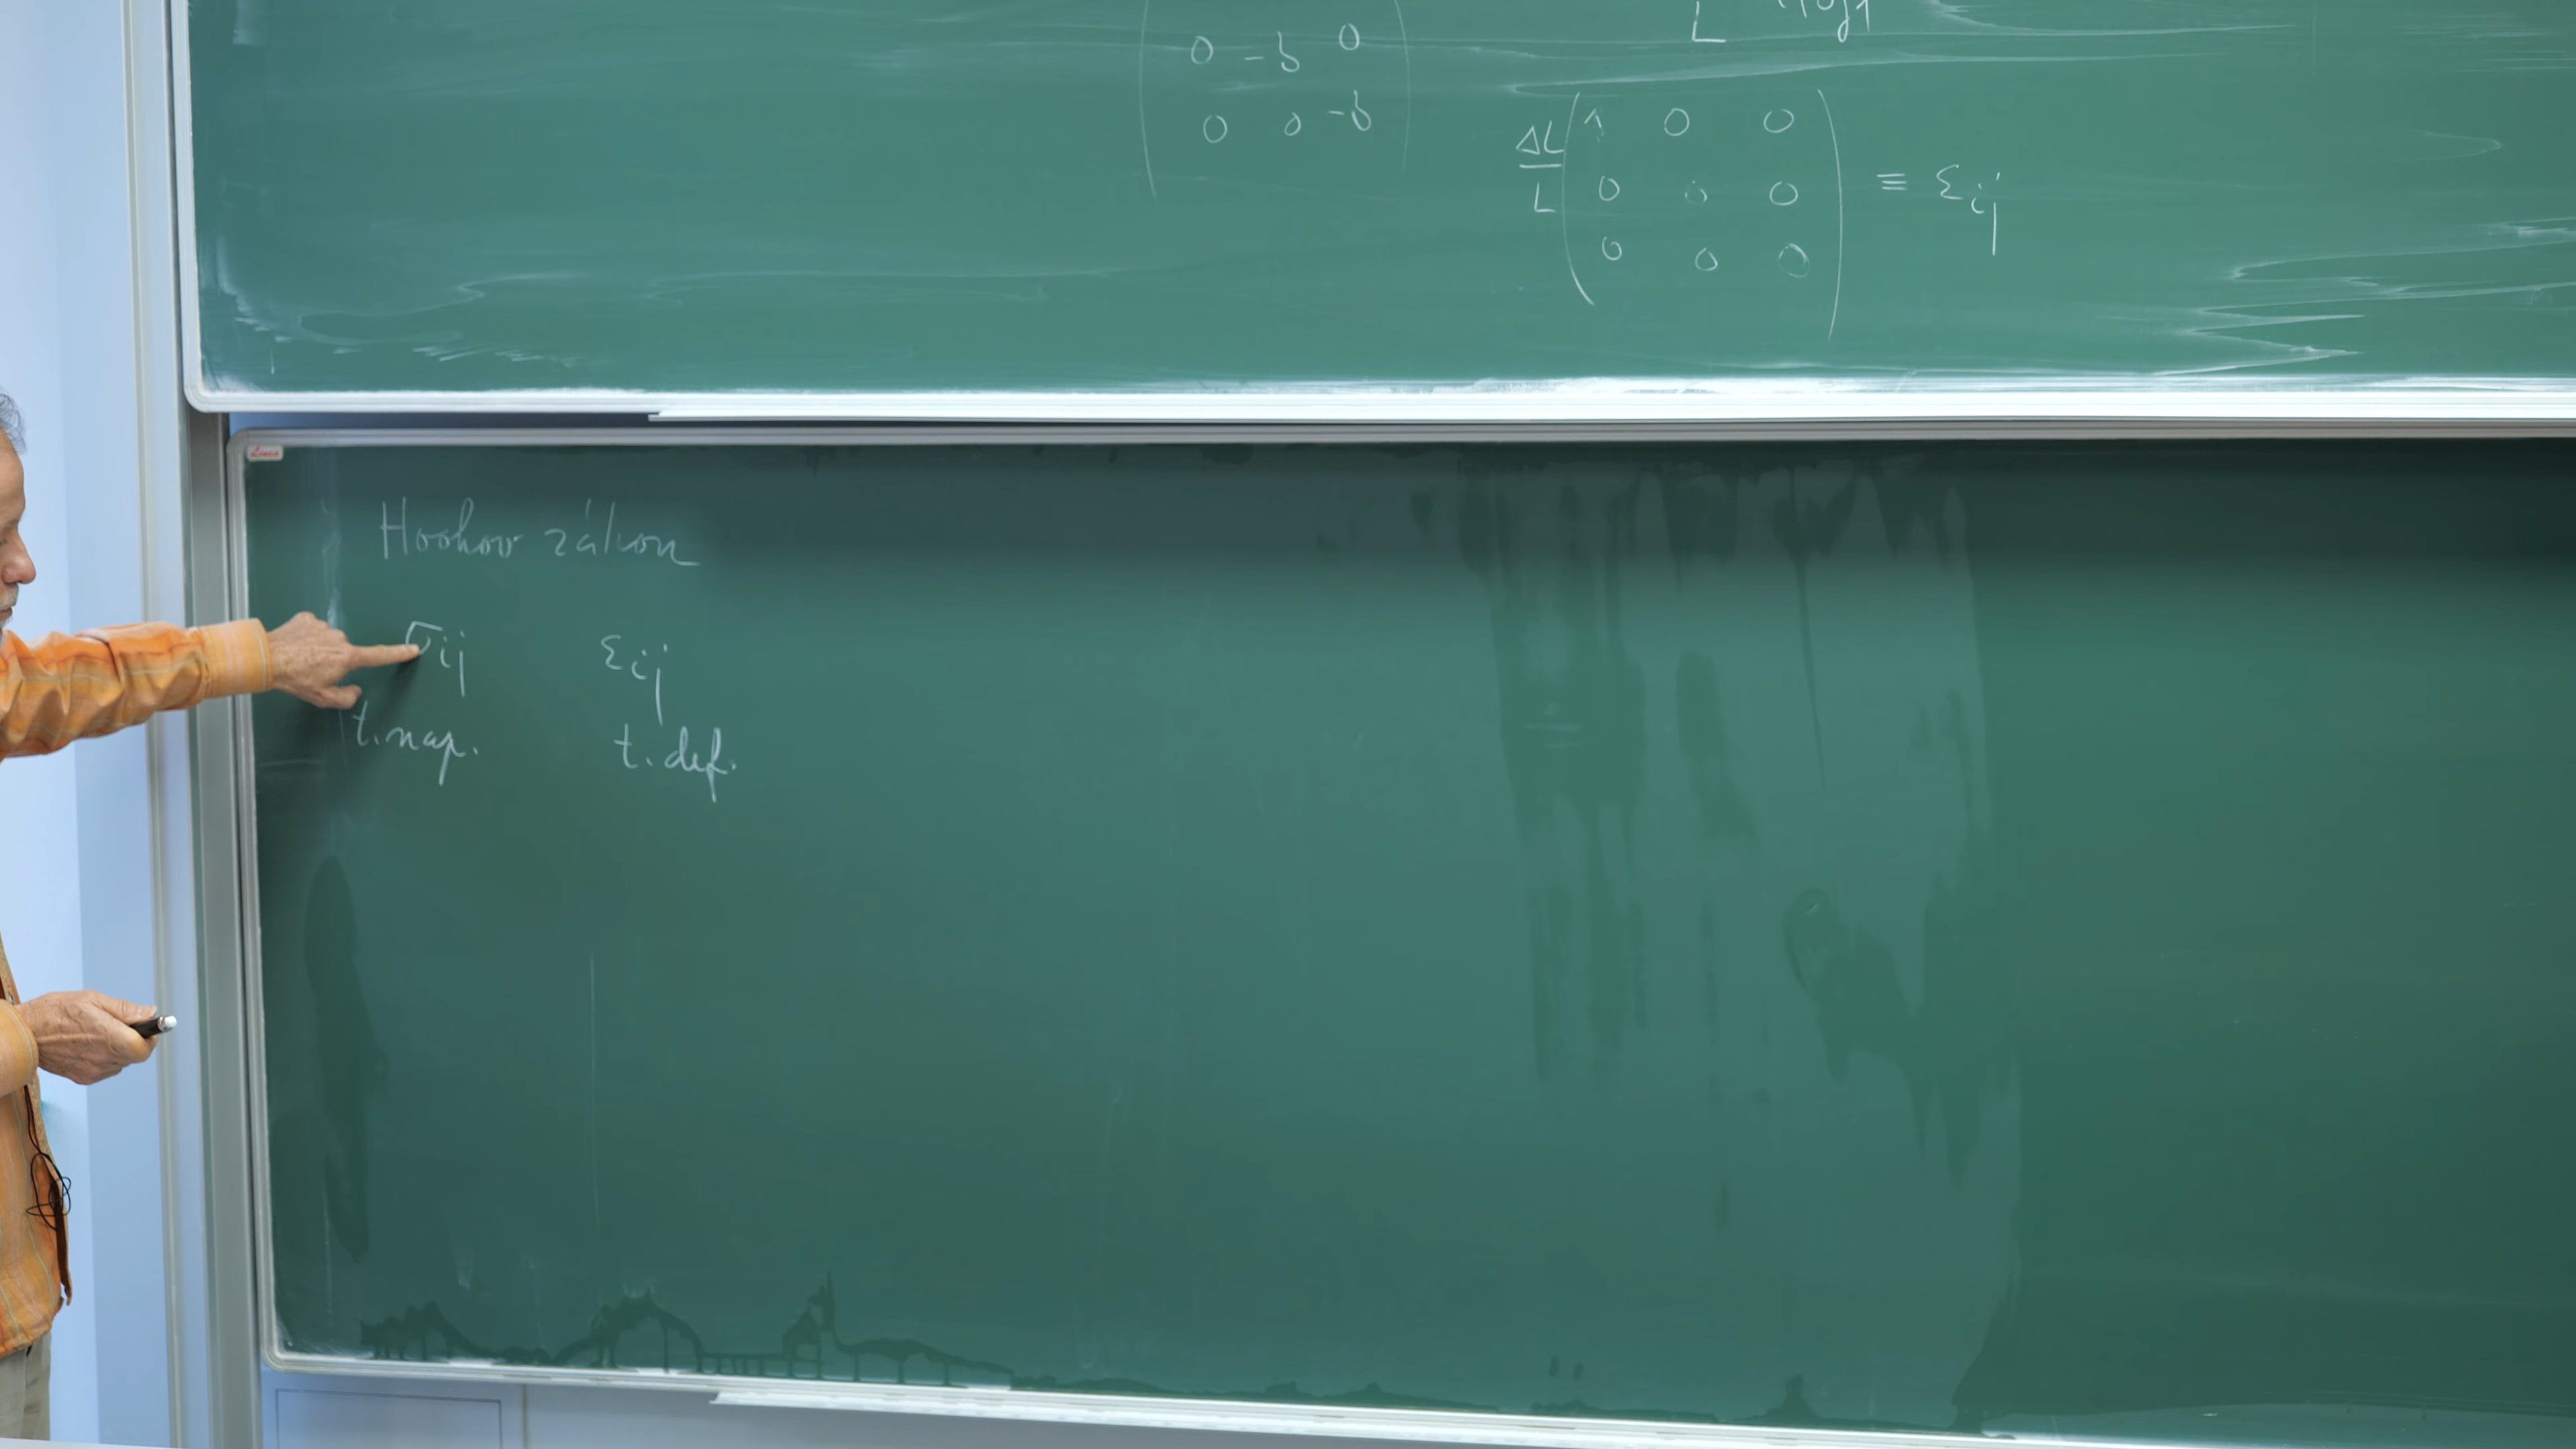 0 -b 0
0 0 -b
L
ΔL/L ( 1 0 0
0 0 0
0 0 0 ) ≡ εij
Hookov zákon
σij εij
t.nap. t.def.